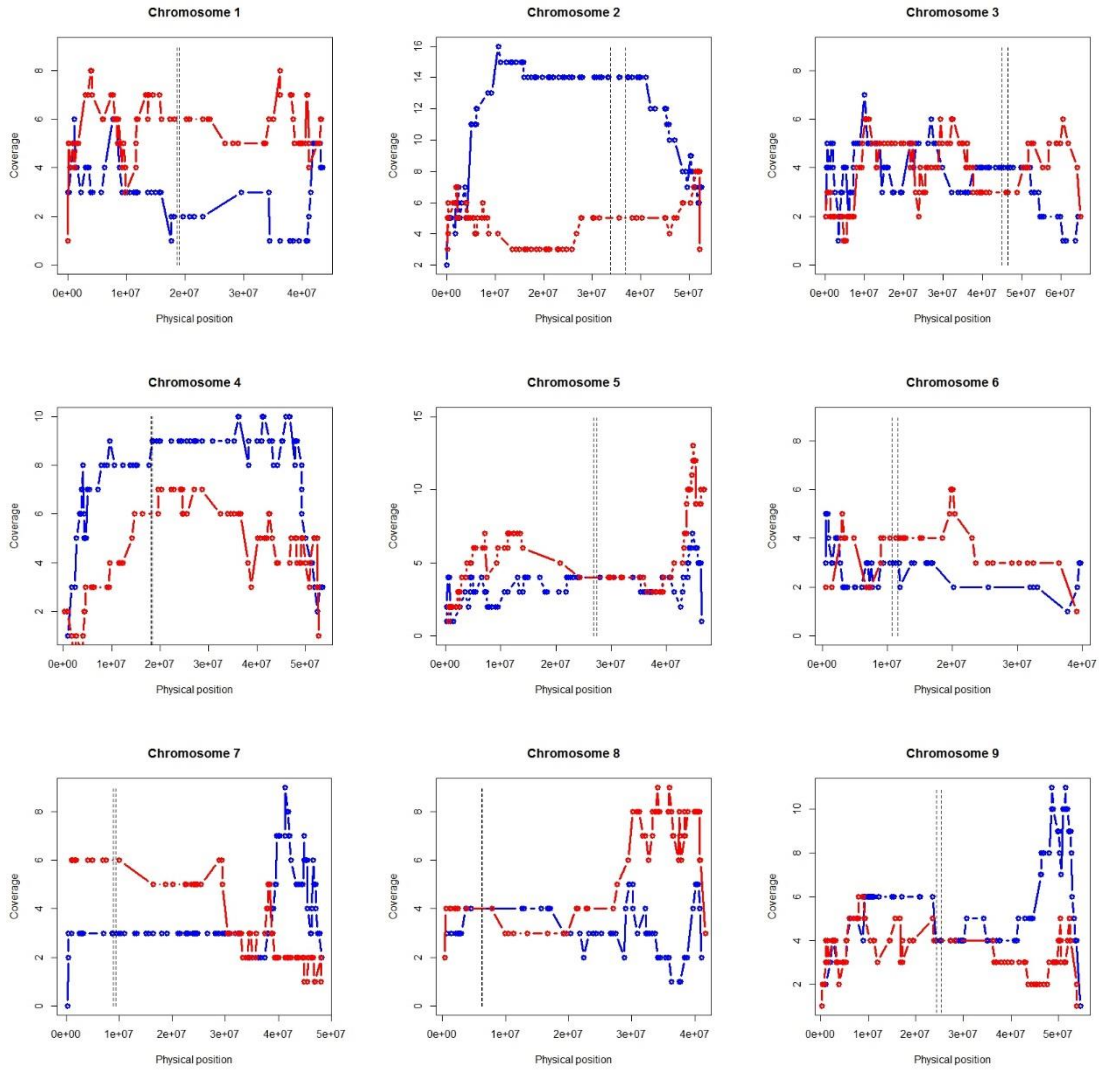 Chromosome 1
Coverage
0 2 4 6 8
0e+00 1e+07 2e+07 3e+07 4e+07
Physical position
Chromosome 2
Coverage
2 4 6 8 10 12 14 16
0e+00 1e+07 2e+07 3e+07 4e+07 5e+07
Physical position
Chromosome 3
Coverage
0 2 4 6 8
0e+00 1e+07 2e+07 3e+07 4e+07 5e+07 6e+07
Physical position
Chromosome 4
Coverage
2 4 6 8 10
0e+00 1e+07 2e+07 3e+07 4e+07 5e+07
Physical position
Chromosome 5
Coverage
0 5 10 15
0e+00 1e+07 2e+07 3e+07 4e+07
Physical position
Chromosome 6
Coverage
0 2 4 6 8
0e+00 1e+07 2e+07 3e+07 4e+07
Physical position
Chromosome 7
Coverage
0 2 4 6 8
0e+00 1e+07 2e+07 3e+07 4e+07 5e+07
Physical position
Chromosome 8
Coverage
0 2 4 6 8
0e+00 1e+07 2e+07 3e+07 4e+07
Physical position
Chromosome 9
Coverage
2 4 6 8 10
0e+00 1e+07 2e+07 3e+07 4e+07 5e+07
Physical position